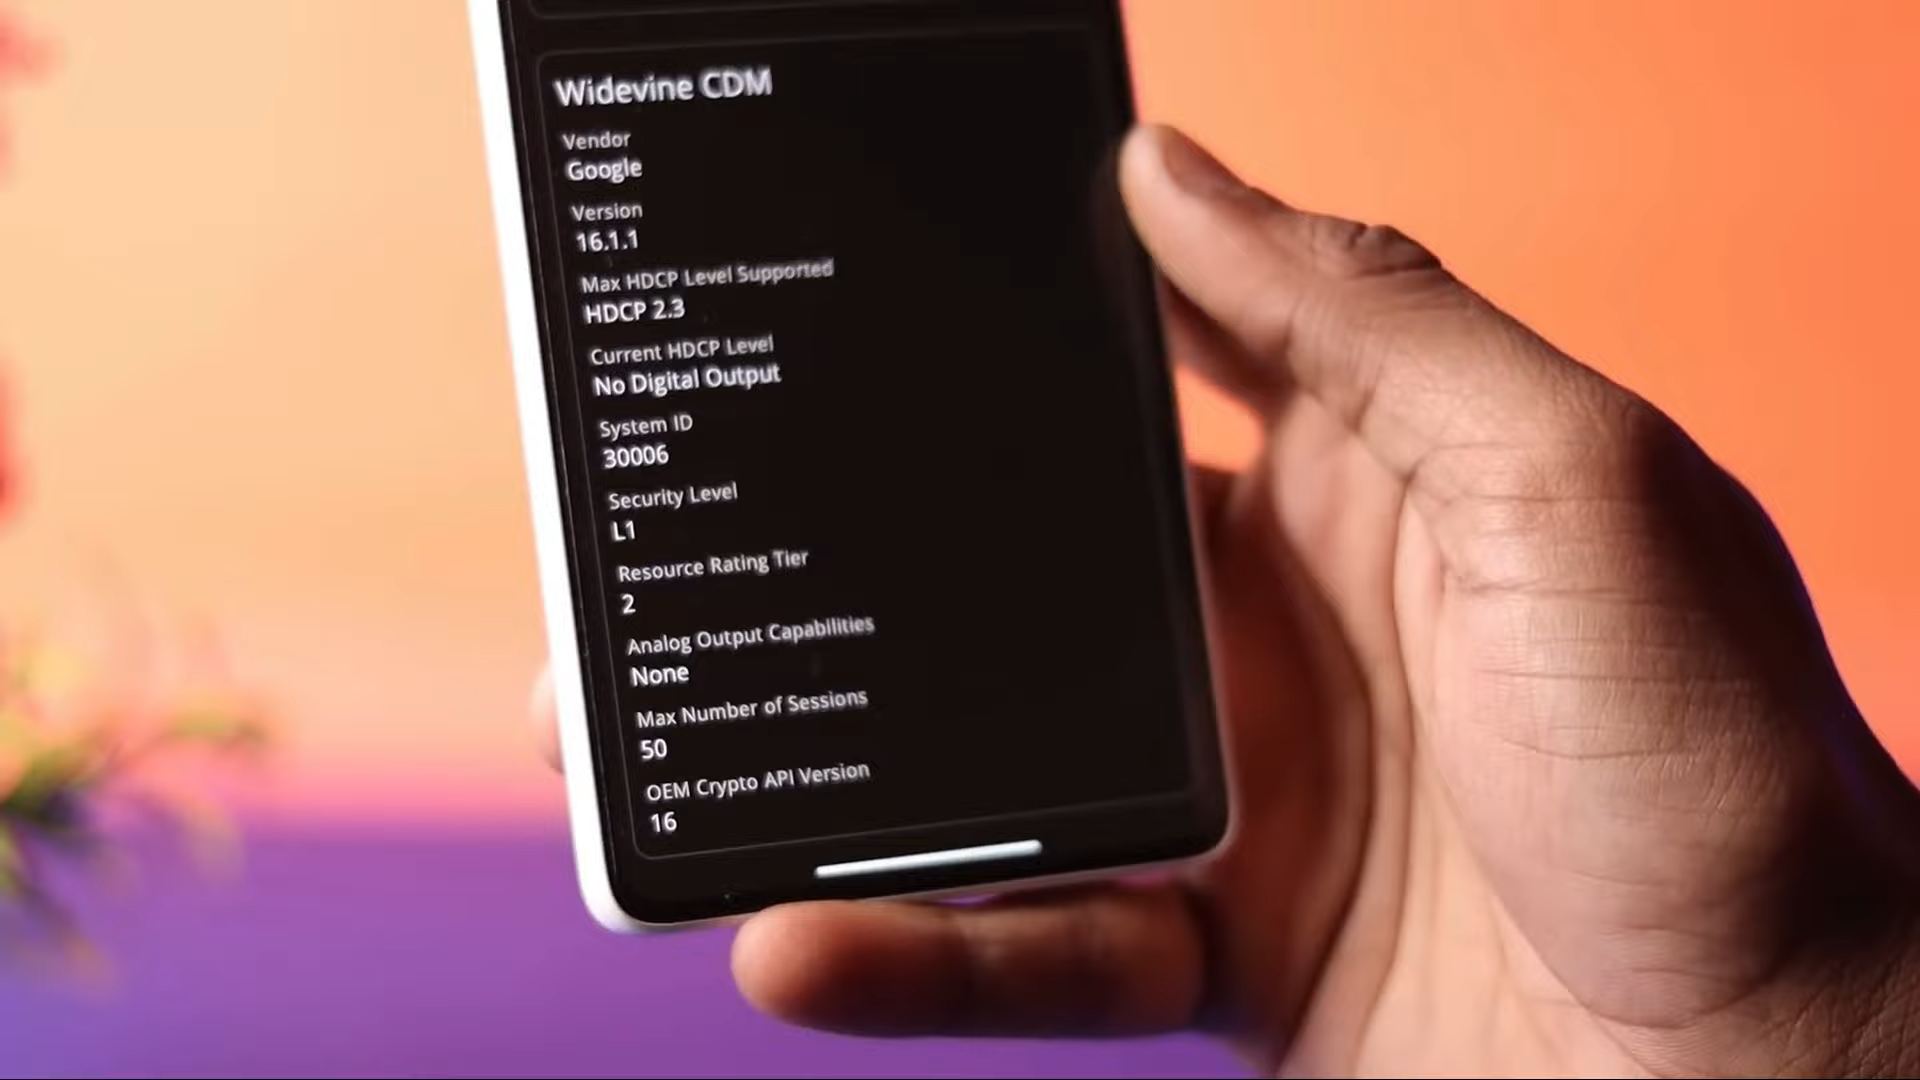 Widevine CDM
Vendor
Google
Version
16.1.1
Max HDCP Level Supported
HDCP 2.3
Current HDCP Level
No Digital Output
System ID
30006
Security Level
L1
Resource Rating Tier
2
Analog Output Capabilities
None
Max Number of Sessions
50
OEM Crypto API Version
16